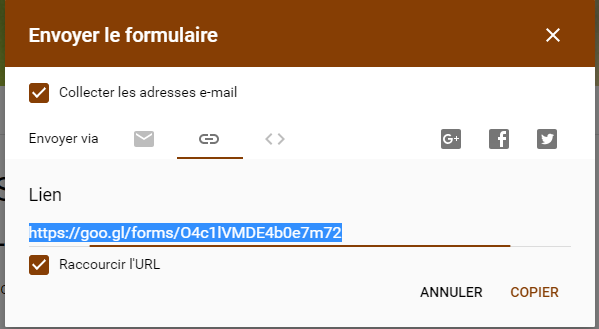 Envoyer le formulaire
Collecter les adresses e-mail
Envoyer via
Lien
https://goo.gl/forms/O4c1lVMDE4b0e7m72
Raccourcir l'URL
ANNULER COPIER